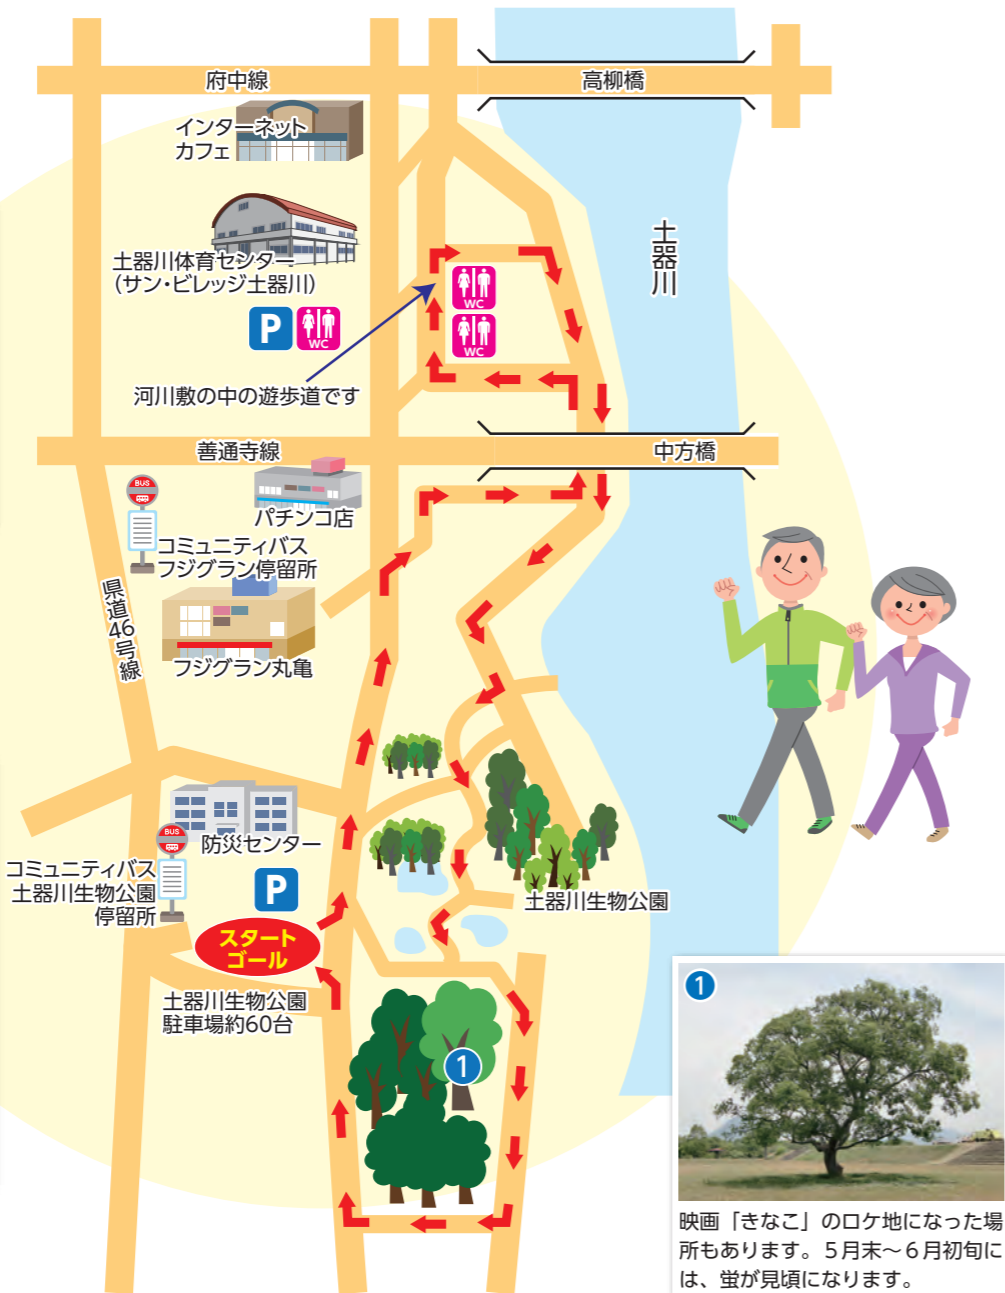 府中線
高柳橋
インターネット
カフェ
土器川
土器川体育センター
(サン・ビレッジ土器川)
P
WC
WC
WC
河川敷の中の遊歩道です
善通寺線
中方橋
BUS
パチンコ店
コミュニティバス
フジグラン停留所
県道46号線
フジグラン丸亀
BUS
防災センター
コミュニティバス
土器川生物公園
停留所
P
土器川生物公園
スタート
ゴール
土器川生物公園
駐車場約60台
1
1
映画「きなこ」のロケ地になった場
所もあります。5月末～6月初旬に
は、蛍が見頃になります。